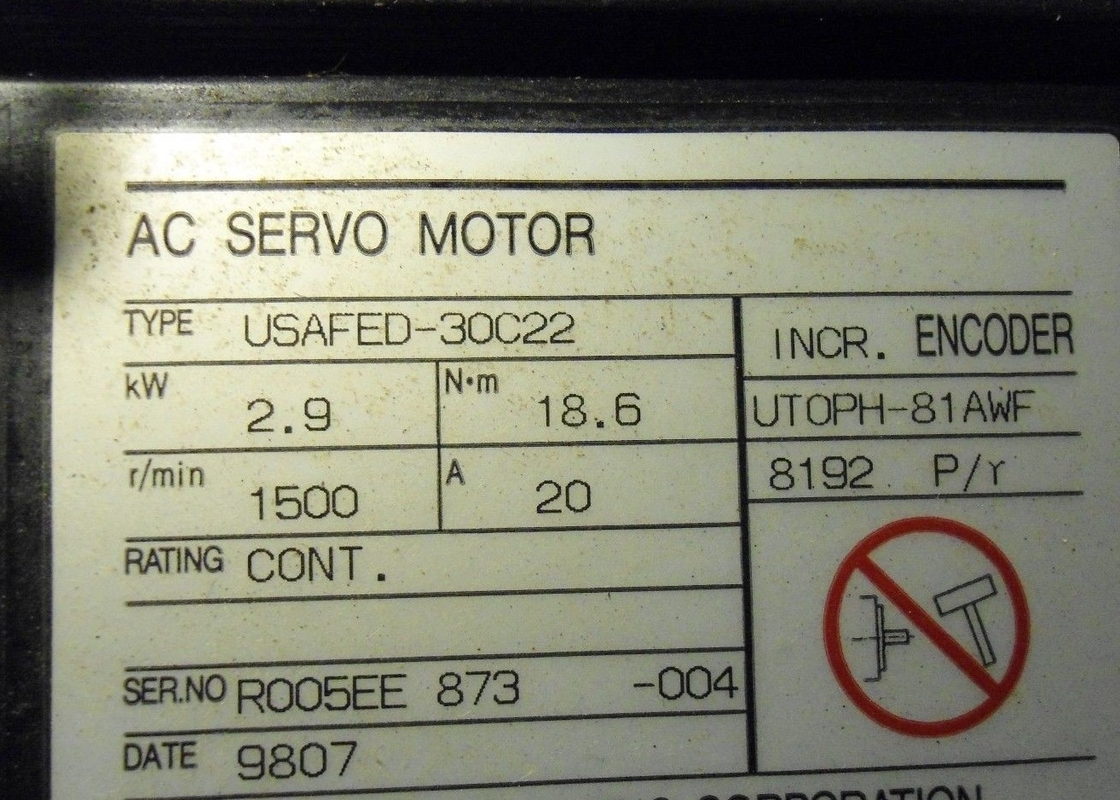 AC SERVO MOTOR
TYPE USAFED-30C22
INCR. ENCODER
kW 2.9 N•m 18.6
UTOPH-81AWF
r/min 1500 A 20
8192 P/r
RATING CONT.
SER.NO R005EE 873 -004
DATE 9807
CORPORATION